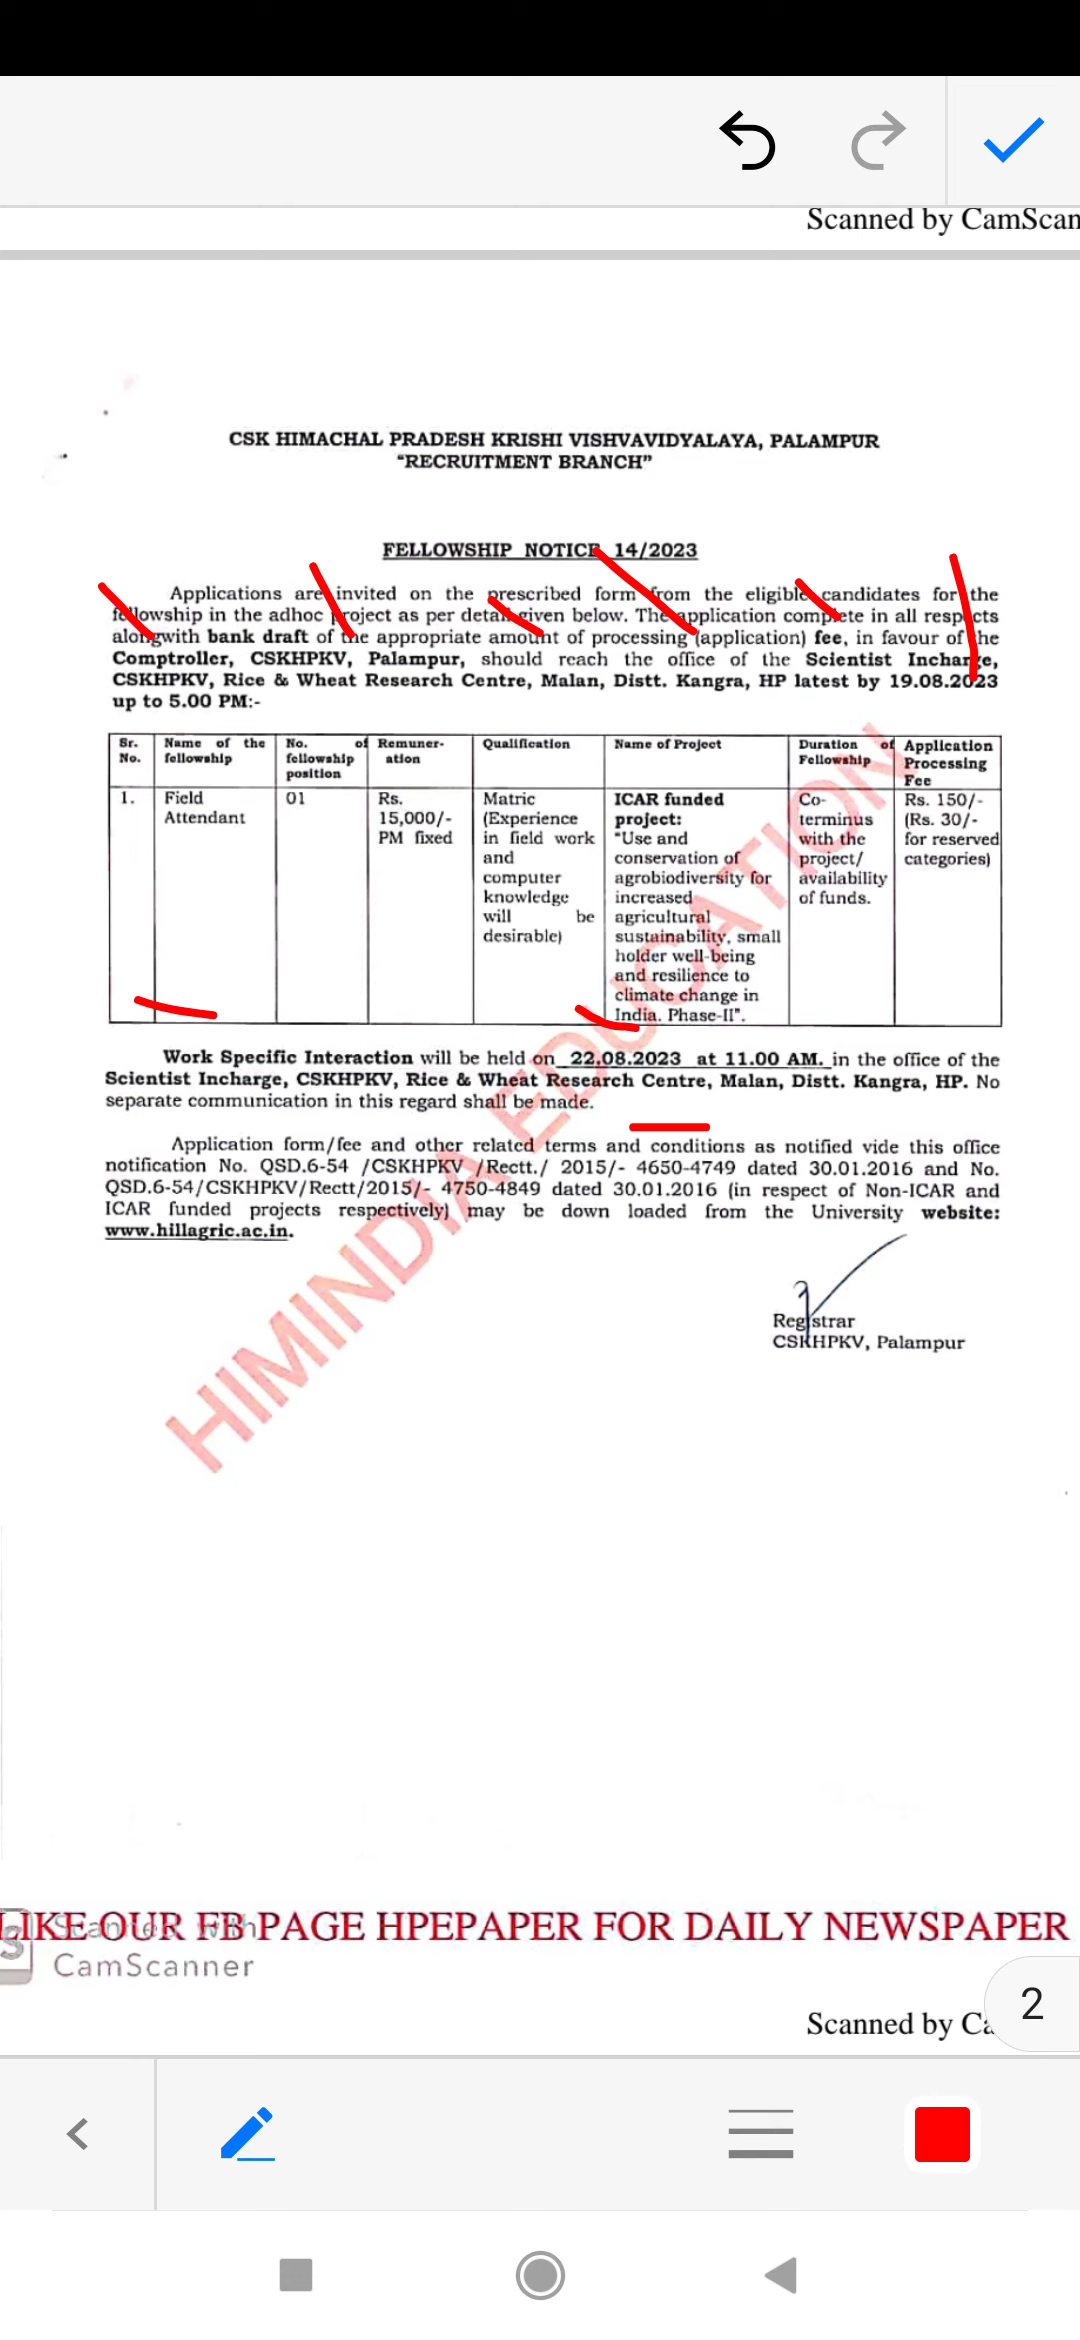 Scanned by CamScan
CSK HIMACHAL PRADESH KRISHI VISHVAVIDYALAYA, PALAMPUR
"RECRUITMENT BRANCH"
FELLOWSHIP NOTICE 14/2023
Applications are invited on the prescribed form from the eligible candidates for the
fellowship in the adhoc project as per detail given below. The application complete in all respects
alongwith bank draft of the appropriate amount of processing (application) fee, in favour of the
Comptroller, CSKHPKV, Palampur, should reach the office of the Scientist Incharge,
CSKHPKV, Rice & Wheat Research Centre, Malan, Distt. Kangra, HP latest by 19.08.2023
up to 5.00 PM:-
Sr. No.
Name of the fellowship
No. of fellowship position
Remuner-ation
Qualification
Name of Project
Duration of Fellowship
Application Processing Fee
1.
Field Attendant
01
Rs. 15,000/- PM fixed
Matric (Experience in field work and computer knowledge will be desirable)
ICAR funded project: "Use and conservation of agrobiodiversity for increased agricultural sustainability, small holder well-being and resilience to climate change in India. Phase-II".
Co-terminus with the project/ availability of funds.
Rs. 150/- (Rs. 30/- for reserved categories)
Work Specific Interaction will be held on 22.08.2023 at 11.00 AM. in the office of the
Scientist Incharge, CSKHPKV, Rice & Wheat Research Centre, Malan, Distt. Kangra, HP. No
separate communication in this regard shall be made.
Application form/fee and other related terms and conditions as notified vide this office
notification No. QSD.6-54 /CSKHPKV /Rectt./ 2015/- 4650-4749 dated 30.01.2016 and No.
QSD.6-54/CSKHPKV/Rectt/2015/- 4750-4849 dated 30.01.2016 (in respect of Non-ICAR and
ICAR funded projects respectively) may be down loaded from the University website:
www.hillagric.ac.in.
Registrar
CSKHPKV, Palampur
HIMINDIA EDUCATION
LIKE OUR FB PAGE HPEPAPER FOR DAILY NEWSPAPER
Scanned with
CamScanner
Scanned by Ca
2